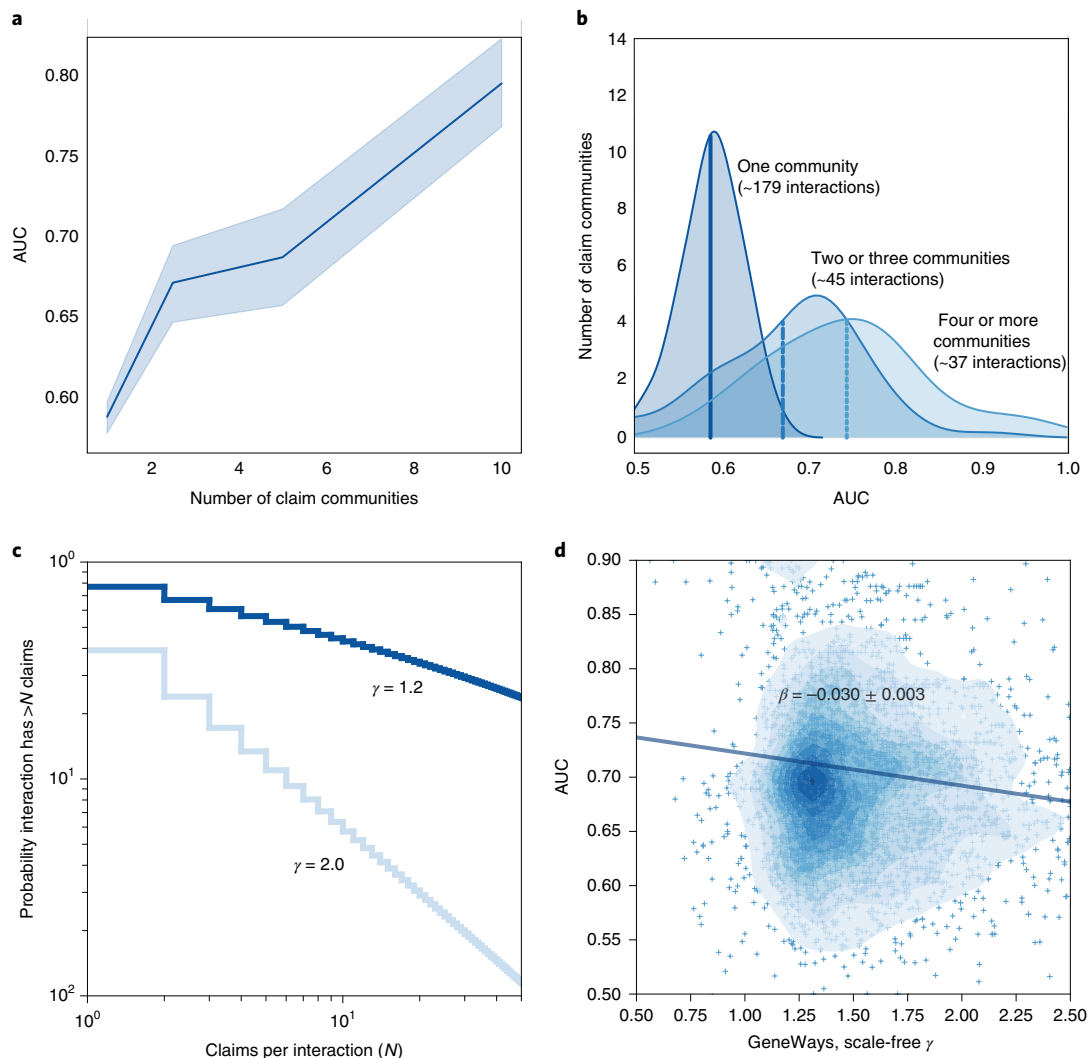 a
0.80
0.75
0.70
0.65
0.60
AUC
2
4
6
8
10
Number of claim communities
b
14
12
10
8
6
4
2
0
Number of claim communities
One community
(~179 interactions)
Two or three communities
(~45 interactions)
Four or more
communities
(~37 interactions)
0.5
0.6
0.7
0.8
0.9
1.0
AUC
c
10⁰
10¹
10²
Probability interaction has >N claims
γ = 1.2
γ = 2.0
10⁰
10¹
Claims per interaction (N)
d
0.90
0.85
0.80
0.75
0.70
0.65
0.60
0.55
0.50
AUC
β = −0.030 ± 0.003
0.50
0.75
1.00
1.25
1.50
1.75
2.00
2.25
2.50
GeneWays, scale-free γ